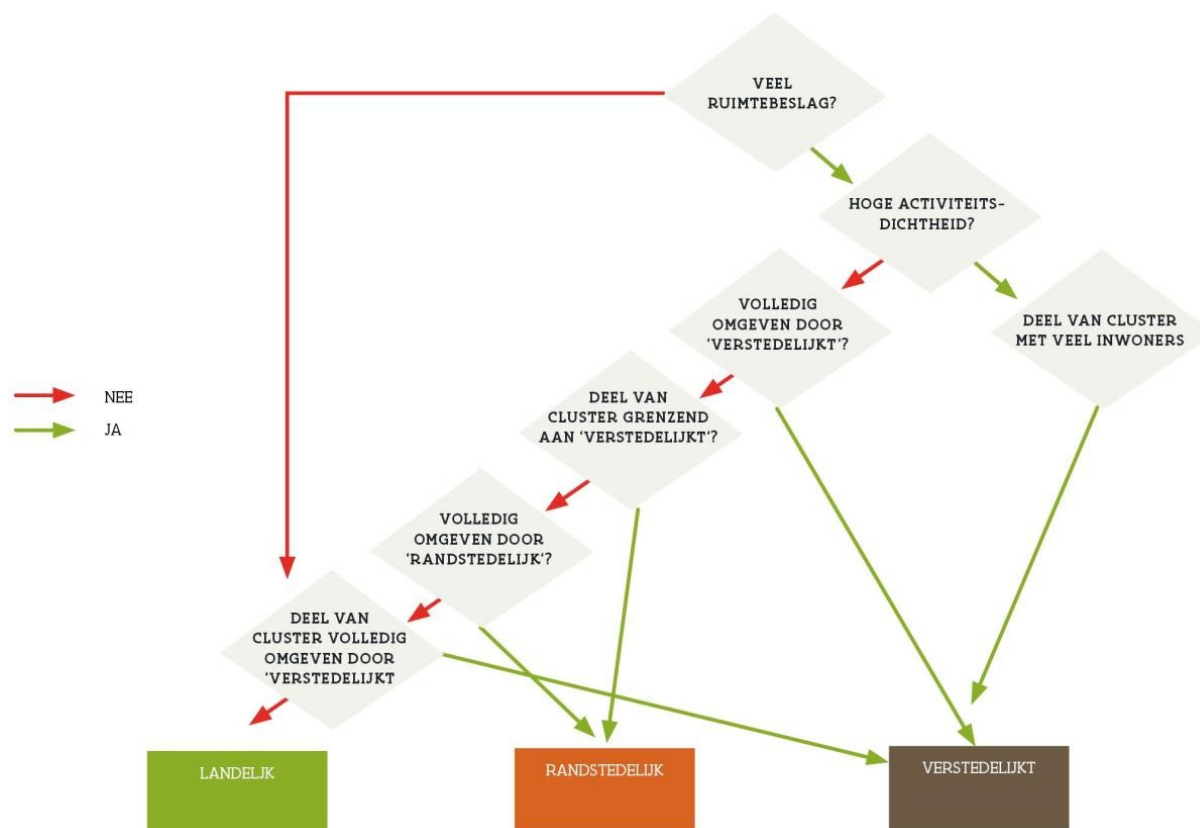 VEEL
RUIMTEBESLAG?
HOGE ACTIVITEITS-
DICHTHEID?
VOLLEDIG
OMGEVEN DOOR
'VERSTEDELIJKT'?
DEEL VAN CLUSTER
MET VEEL INWONERS
DEEL VAN
CLUSTER GRENZEND
AAN 'VERSTEDELIJKT'?
NEE
JA
VOLLEDIG
OMGEVEN DOOR
'RANDSTEDELIJK'?
DEEL VAN
CLUSTER VOLLEDIG
OMGEVEN DOOR
'VERSTEDELIJKT
LANDELJK
RANDSTEDELIJK
VERSTEDELIJKT